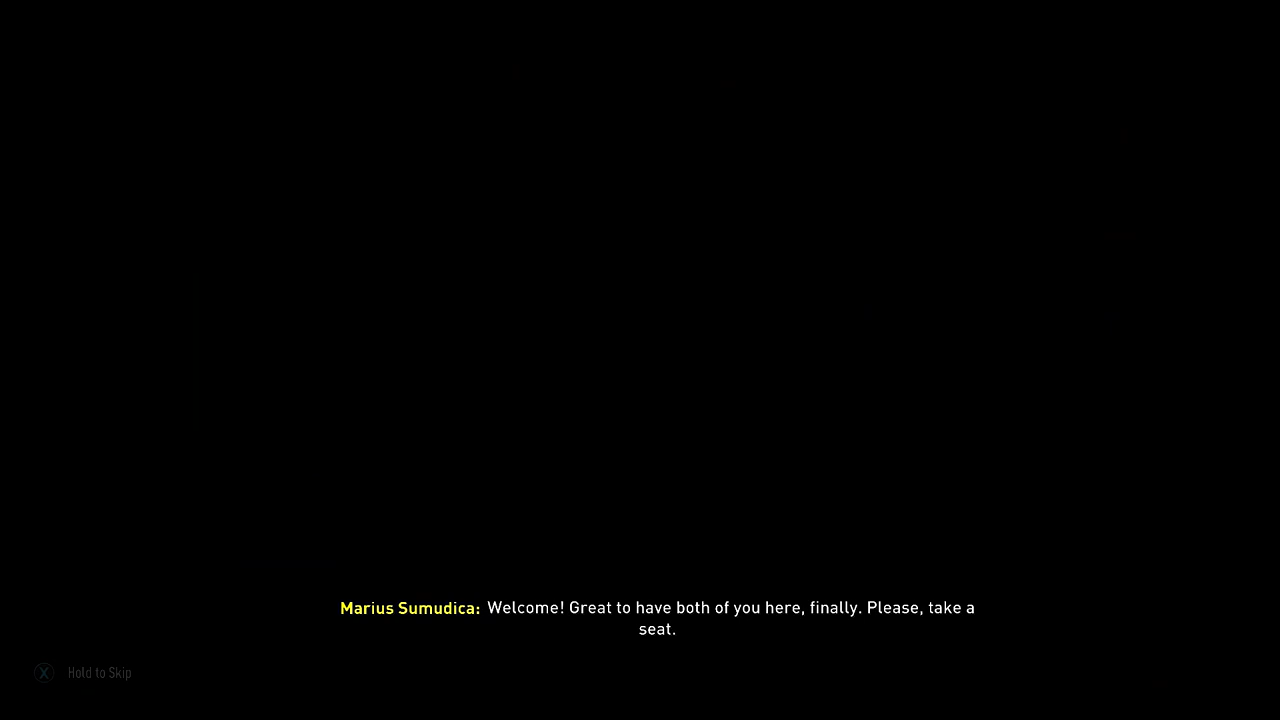 Marius Sumudica: Welcome! Great to have both of you here, finally. Please, take a
seat.
X Hold to Skip